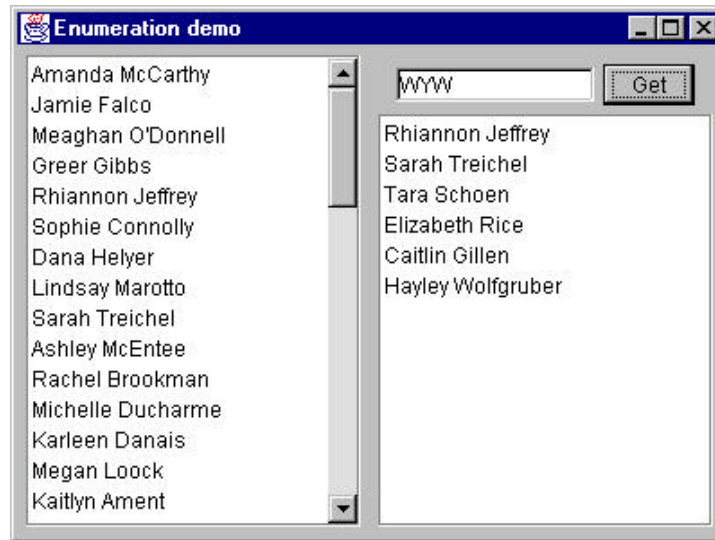 Enumeration demo
Amanda McCarthy
Jamie Falco
Meaghan O'Donnell
Greer Gibbs
Rhiannon Jeffrey
Sophie Connolly
Dana Helyer
Lindsay Marotto
Sarah Treichel
Ashley McEntee
Rachel Brookman
Michelle Ducharme
Karleen Danais
Megan Loock
Kaitlyn Ament
WYW Get
Rhiannon Jeffrey
Sarah Treichel
Tara Schoen
Elizabeth Rice
Caitlin Gillen
Hayley Wolfgruber